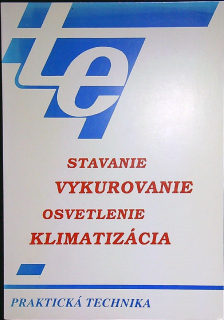 te
STAVANIE
VYKUROVANIE
OSVETLENIE
KLIMATIZÁCIA
PRAKTICKÁ TECHNIKA